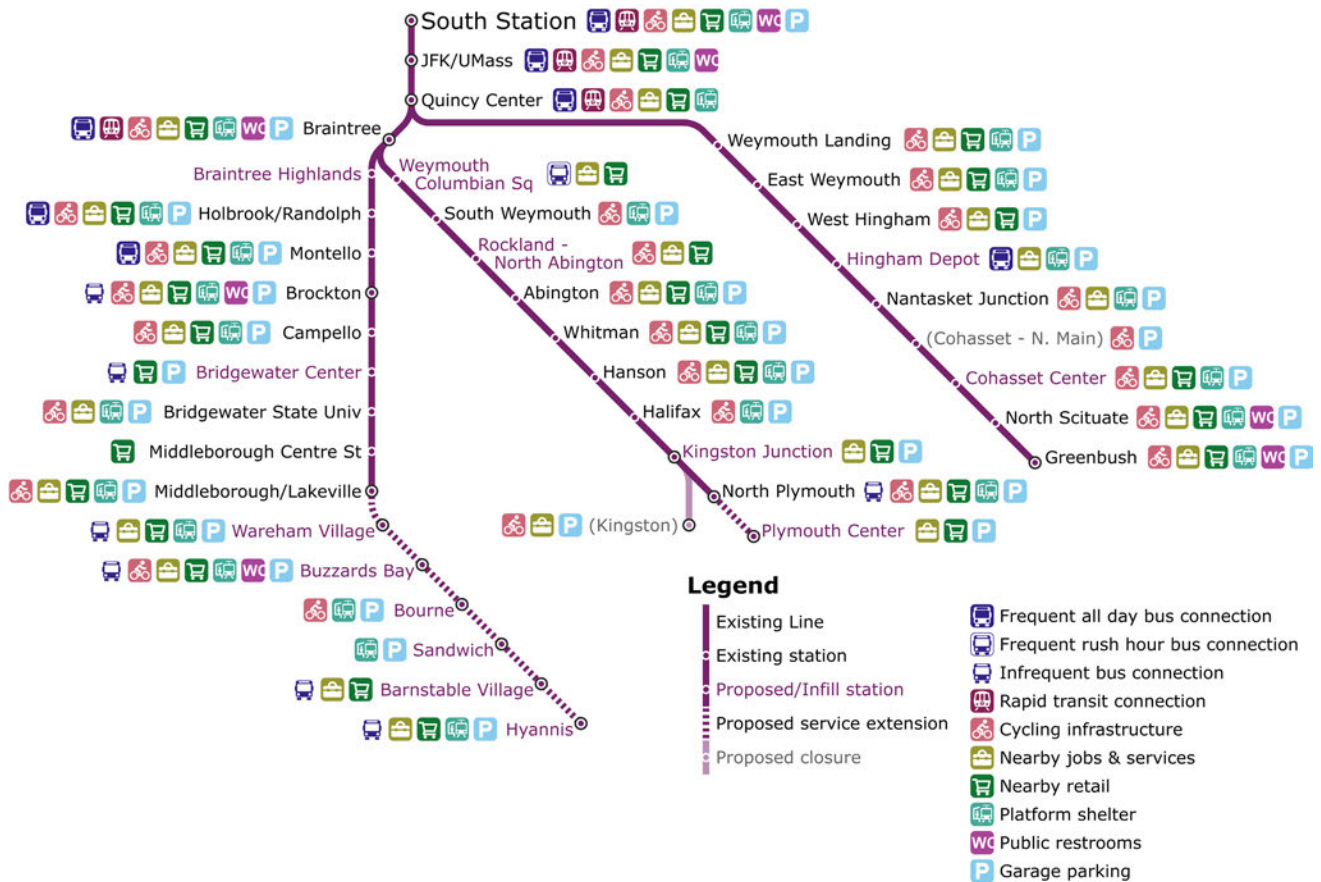 South Station
JFK/UMass
Quincy Center
Braintree
Weymouth Landing
Braintree Highlands
Weymouth
Columbian Sq
East Weymouth
Holbrook/Randolph
South Weymouth
West Hingham
Montello
Rockland -
North Abington
Hingham Depot
Brockton
Abington
Nantasket Junction
Campello
Whitman
(Cohasset - N. Main)
Bridgewater Center
Hanson
Cohasset Center
Bridgewater State Univ
Halifax
North Scituate
Middleborough Centre St
Kingston Junction
Greenbush
Middleborough/Lakeville
North Plymouth
Wareham Village
(Kingston)
Plymouth Center
Buzzards Bay
Bourne
Sandwich
Barnstable Village
Hyannis
Legend
Existing Line
Existing station
Proposed/Infill station
Proposed service extension
Proposed closure
Frequent all day bus connection
Frequent rush hour bus connection
Infrequent bus connection
Rapid transit connection
Cycling infrastructure
Nearby jobs & services
Nearby retail
Platform shelter
WC Public restrooms
P Garage parking